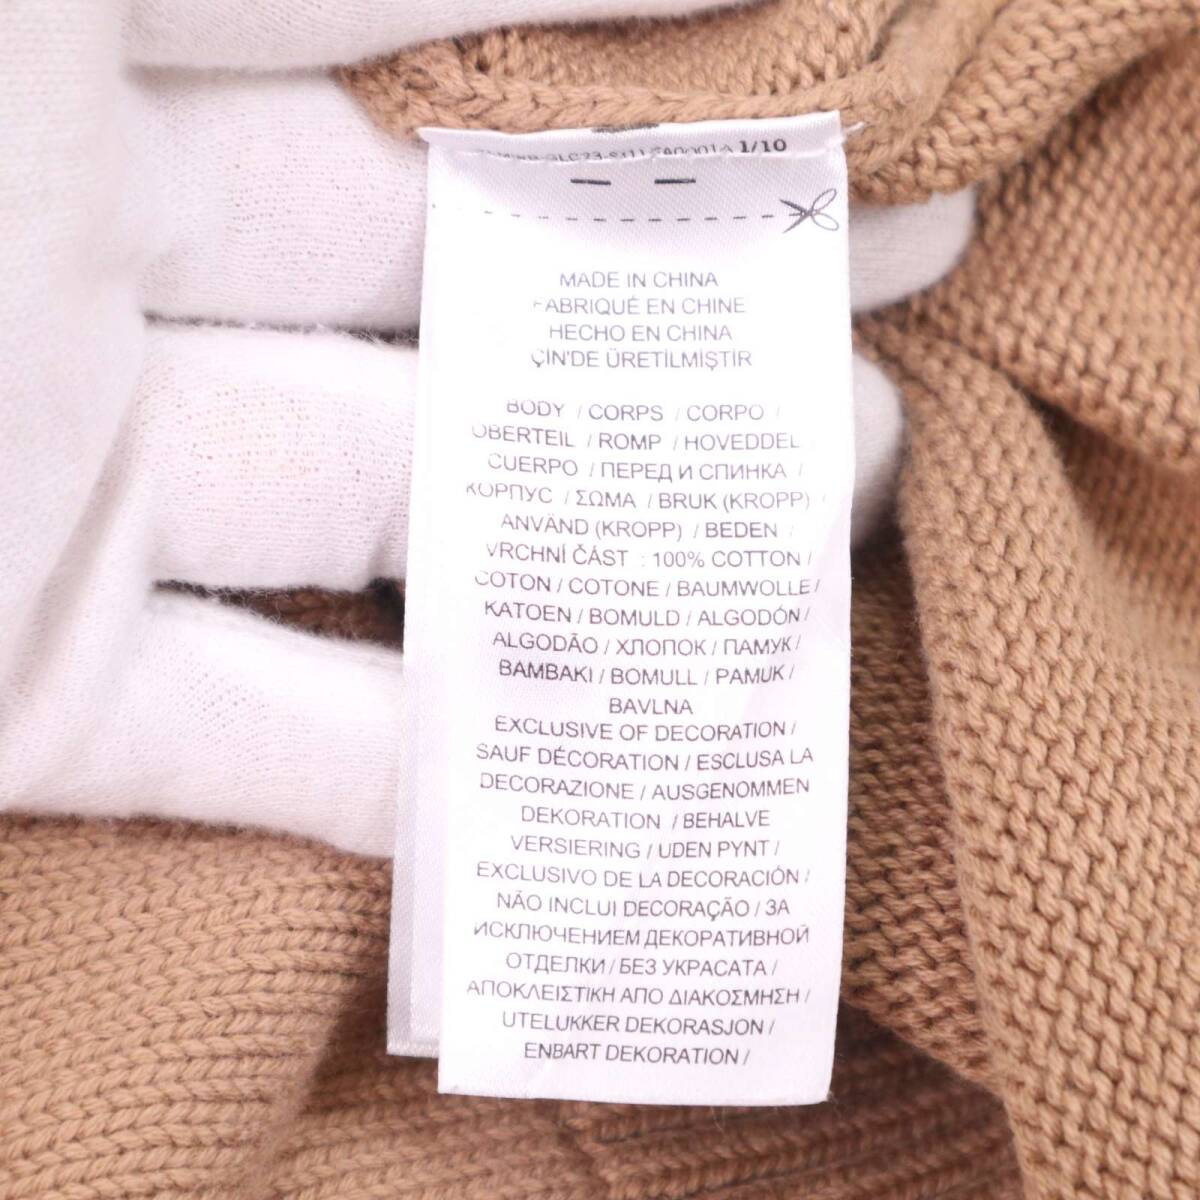 1/10
MADE IN CHINA
FABRIQUÉ EN CHINE
HECHO EN CHINA
ÇİN'DE ÜRETİLMİŞTİR
BODY / CORPS / CORPO /
OBERTEIL / ROMP / HOVEDDEL
CUERPO / ПЕРЕД И СПИНКА /
КОРПУС / ΣΩΜΑ / BRUK (KROPP) /
ANVÄND (KROPP) / BEDEN /
VRCHNÍ ČÁST : 100% COTTON /
COTON / COTONE / BAUMWOLLE /
KATOEN / BOMULD / ALGODÓN /
ALGODÃO / ХЛОПОК / ПАМУК /
BAMBAKI / BOMULL / PAMUK /
BAVLNA
EXCLUSIVE OF DECORATION /
SAUF DÉCORATION / ESCLUSA LA
DECORAZIONE / AUSGENOMMEN
DEKORATION / BEHALVE
VERSIERING / UDEN PYNT /
EXCLUSIVO DE LA DECORACIÓN /
NÃO INCLUI DECORAÇÃO / ЗА
ИСКЛЮЧЕНИЕМ ДЕКОРАТИВНОЙ
ОТДЕЛКИ / БЕЗ УКРАСАТА /
ΑΠΟΚΛΕΙΣΤΙΚΗ ΑΠΟ ΔΙΑΚΟΣΜΗΣΗ /
UTELUKKER DEKORASJON /
ENBART DEKORATION /